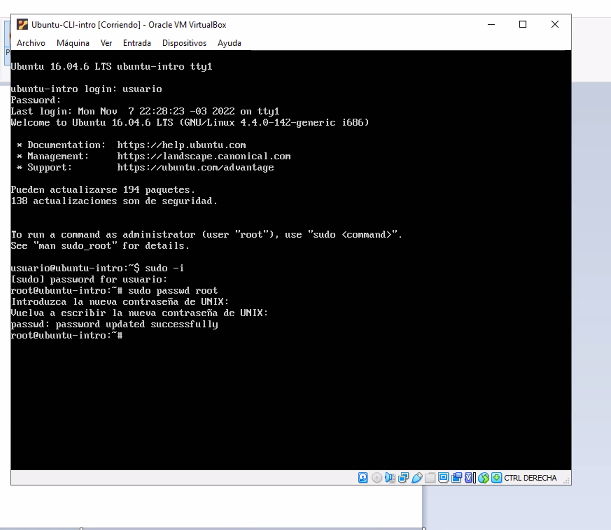 Ubuntu-CLI-intro [Corriendo] - Oracle VM VirtualBox
Archivo Máquina Ver Entrada Dispositivos Ayuda
Ubuntu 16.04.6 LTS ubuntu-intro tty1
ubuntu-intro login: usuario
Password:
Last login: Mon Nov  7 22:28:23 -03 2022 on tty1
Welcome to Ubuntu 16.04.6 LTS (GNU/Linux 4.4.0-142-generic i686)
* Documentation:  https://help.ubuntu.com
* Management:     https://landscape.canonical.com
* Support:        https://ubuntu.com/advantage
Pueden actualizarse 194 paquetes.
138 actualizaciones son de seguridad.
To run a command as administrator (user "root"), use "sudo <command>".
See "man sudo_root" for details.
usuario@ubuntu-intro:~$ sudo -i
[sudo] password for usuario:
root@ubuntu-intro:~# sudo passwd root
Introduzca la nueva contraseña de UNIX:
Vuelva a escribir la nueva contraseña de UNIX:
passwd: password updated successfully
root@ubuntu-intro:~#
CTRL DERECHA